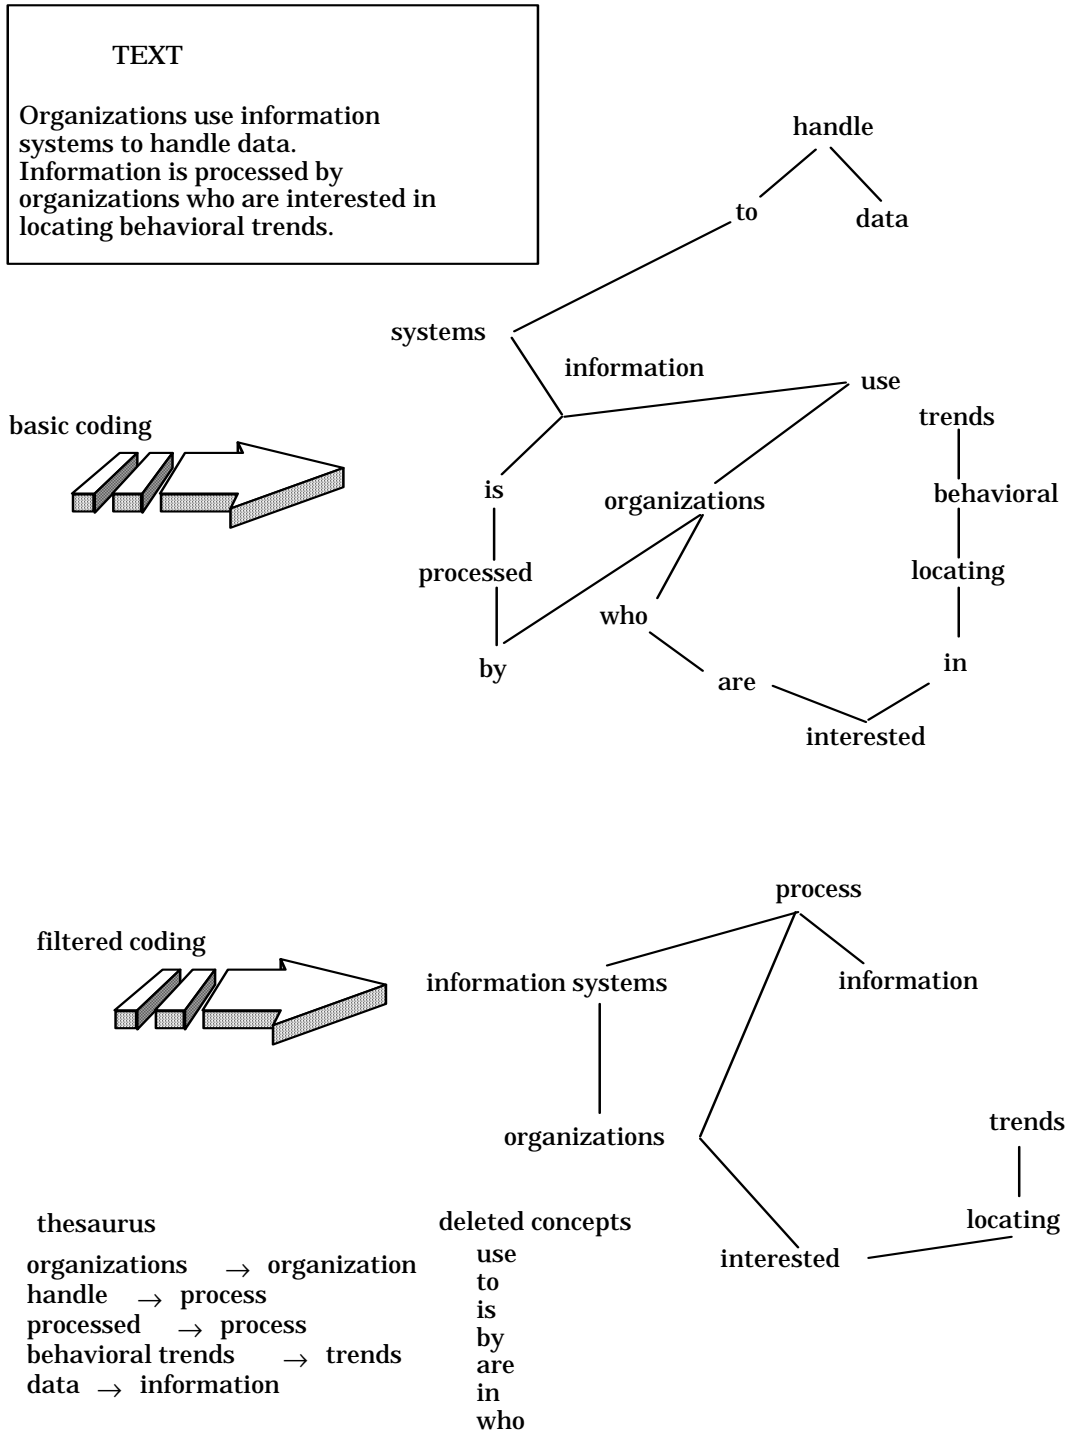 TEXT
Organizations use information
systems to handle data.
Information is processed by
organizations who are interested in
locating behavioral trends.
handle
to
data
systems
information
use
trends
basic coding
is
organizations
behavioral
processed
locating
who
by
are
in
interested
process
filtered coding
information systems
information
organizations
trends
locating
interested
thesaurus
organizations → organization
handle → process
processed → process
behavioral trends → trends
data → information
deleted concepts
use
to
is
by
are
in
who